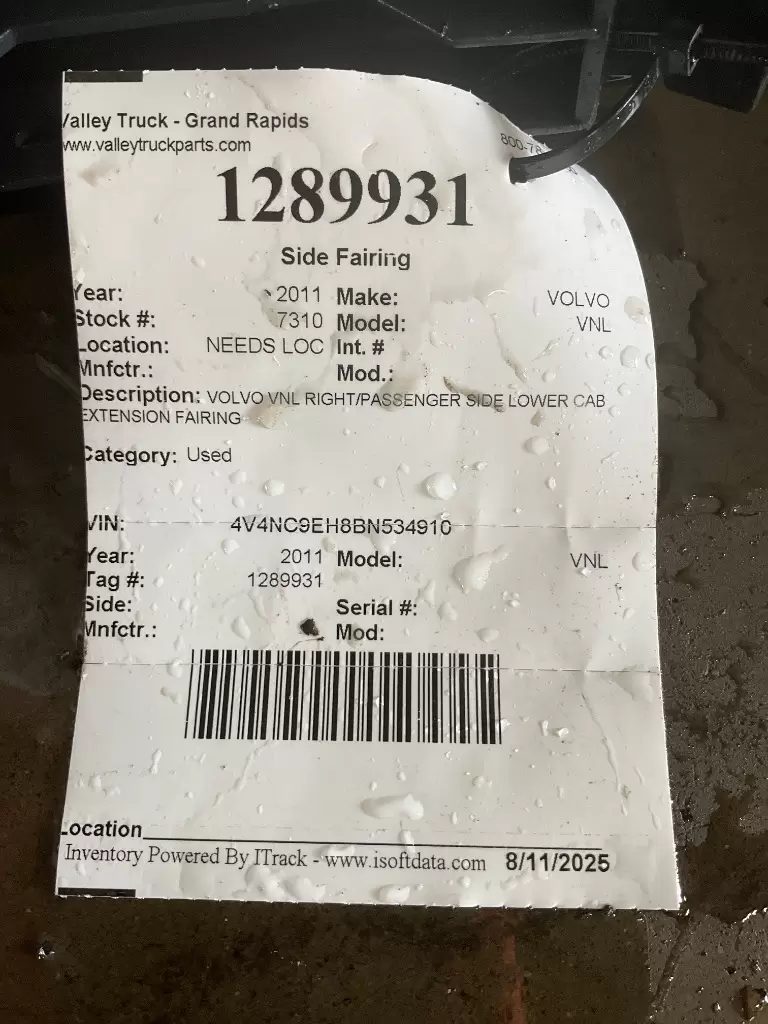 Valley Truck - Grand Rapids
www.valleytruckparts.com
800-78
1289931
Side Fairing
Year: 2011 Make: VOLVO
Stock #: 7310 Model: VNL
Location: NEEDS LOC Int. #
Mnfctr.: Mod.:
Description: VOLVO VNL RIGHT/PASSENGER SIDE LOWER CAB
EXTENSION FAIRING
Category: Used
VIN: 4V4NC9EH8BN534910
Year: 2011 Model: VNL
Tag #: 1289931
Side: Serial #:
Mnfctr.: Mod:
Location
Inventory Powered By ITrack - www.isoftdata.com 8/11/2025